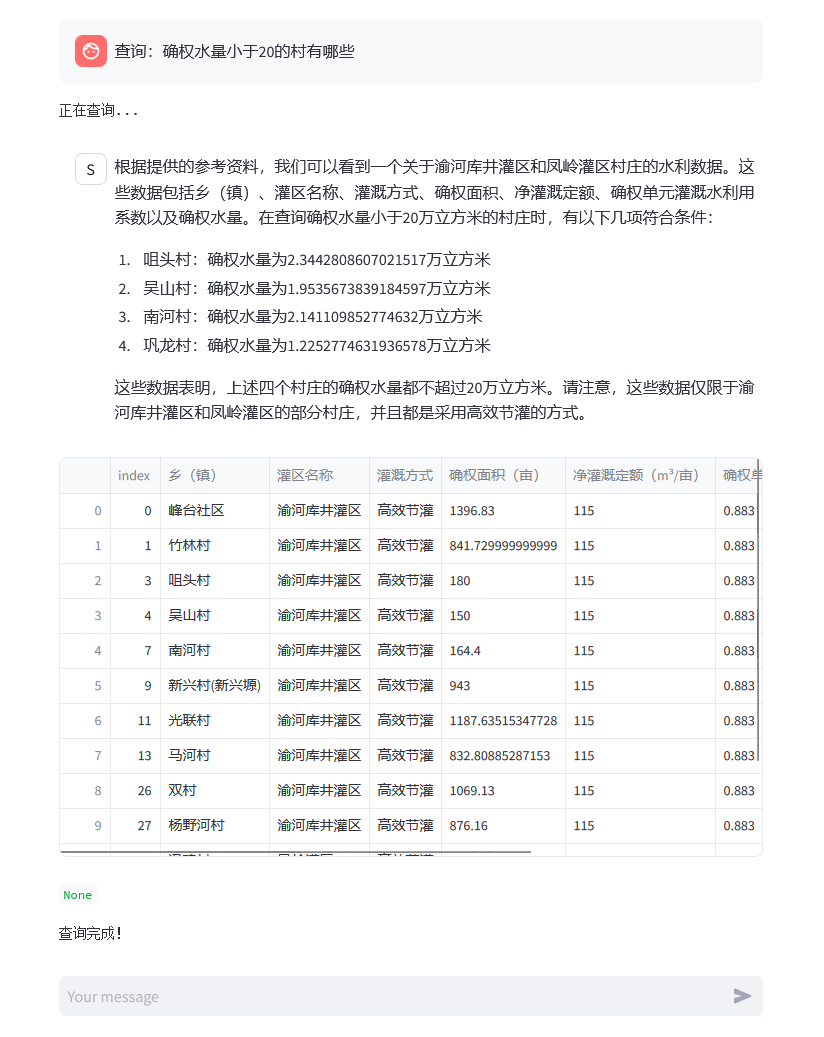 查询：确权水量小于20的村有哪些
正在查询...
S
根据提供的参考资料，我们可以看到一个关于渝河库井灌区和凤岭灌区村庄的水利数据。这
些数据包括乡（镇）、灌区名称、灌溉方式、确权面积、净灌溉定额、确权单元灌溉水利用
系数以及确权水量。在查询确权水量小于20万立方米的村庄时，有以下几项符合条件：
1. 咀头村：确权水量为2.3442808607021517万立方米
2. 吴山村：确权水量为1.9535673839184597万立方米
3. 南河村：确权水量为2.141109852774632万立方米
4. 巩龙村：确权水量为1.2252774631936578万立方米
这些数据表明，上述四个村庄的确权水量都不超过20万立方米。请注意，这些数据仅限于渝
河库井灌区和凤岭灌区的部分村庄，并且都是采用高效节灌的方式。
index 乡（镇） 灌区名称 灌溉方式 确权面积（亩） 净灌溉定额（m³/亩） 确权单
0 0 峰台社区 渝河库井灌区 高效节灌 1396.83 115 0.883
1 1 竹林村 渝河库井灌区 高效节灌 841.729999999999 115 0.883
2 3 咀头村 渝河库井灌区 高效节灌 180 115 0.883
3 4 吴山村 渝河库井灌区 高效节灌 150 115 0.883
4 7 南河村 渝河库井灌区 高效节灌 164.4 115 0.883
5 9 新兴村(新兴塬) 渝河库井灌区 高效节灌 943 115 0.883
6 11 光联村 渝河库井灌区 高效节灌 1187.63515347728 115 0.883
7 13 马河村 渝河库井灌区 高效节灌 832.80885287153 115 0.883
8 26 双村 渝河库井灌区 高效节灌 1069.13 115 0.883
9 27 杨野河村 渝河库井灌区 高效节灌 876.16 115 0.883
None
查询完成!
Your message